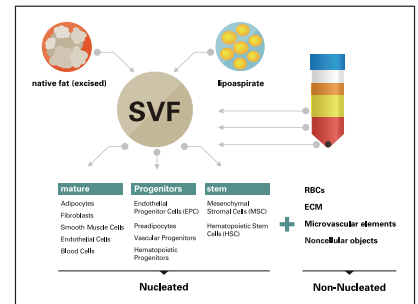 native fat (excised)
lipoaspirate
SVF
mature
Adipocytes
Fibroblasts
Smooth Muscle Cells
Endothelial Cells
Blood Cells
Progenitors
Endothelial
Progenitor Cells (EPC)
Preadipocytes
Vascular Progenitors
Hematopoietic
Progenitors
stem
Mesenchymal
Stromal Cells (MSC)
Hematopoietic Stem
Cells (HSC)
+
RBCs
ECM
Microvascular elements
Noncellular objects
Nucleated
Non-Nucleated